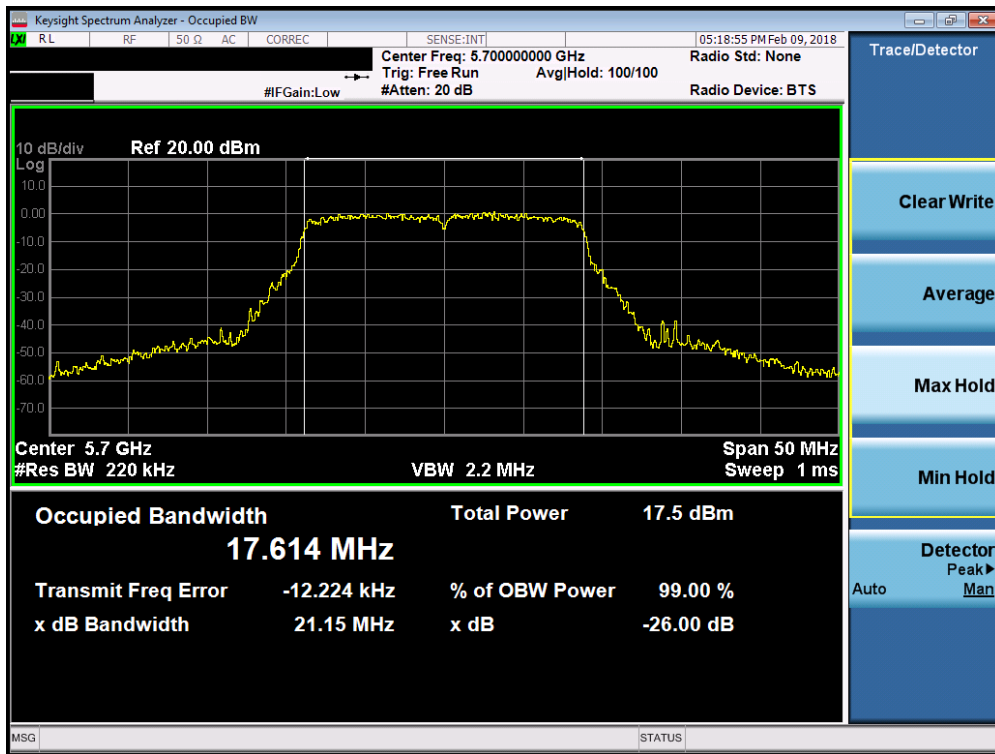 Keysight Spectrum Analyzer - Occupied BW
LXI RL RF 50 Ω AC CORREC SENSE:INT 05:18:55 PM Feb 09, 2018
Center Freq: 5.700000000 GHz Radio Std: None
Trig: Free Run Avg|Hold: 100/100
#IFGain:Low #Atten: 20 dB Radio Device: BTS
10 dB/div Ref 20.00 dBm
Log
10.0
0.00
-10.0
-20.0
-30.0
-40.0
-50.0
-60.0
-70.0
Center 5.7 GHz Span 50 MHz
#Res BW 220 kHz VBW 2.2 MHz Sweep 1 ms
Occupied Bandwidth Total Power 17.5 dBm
17.614 MHz
Transmit Freq Error -12.224 kHz % of OBW Power 99.00 %
x dB Bandwidth 21.15 MHz x dB -26.00 dB
MSG STATUS
Trace/Detector
Clear Write
Average
Max Hold
Min Hold
Detector
Peak▶
Auto Man